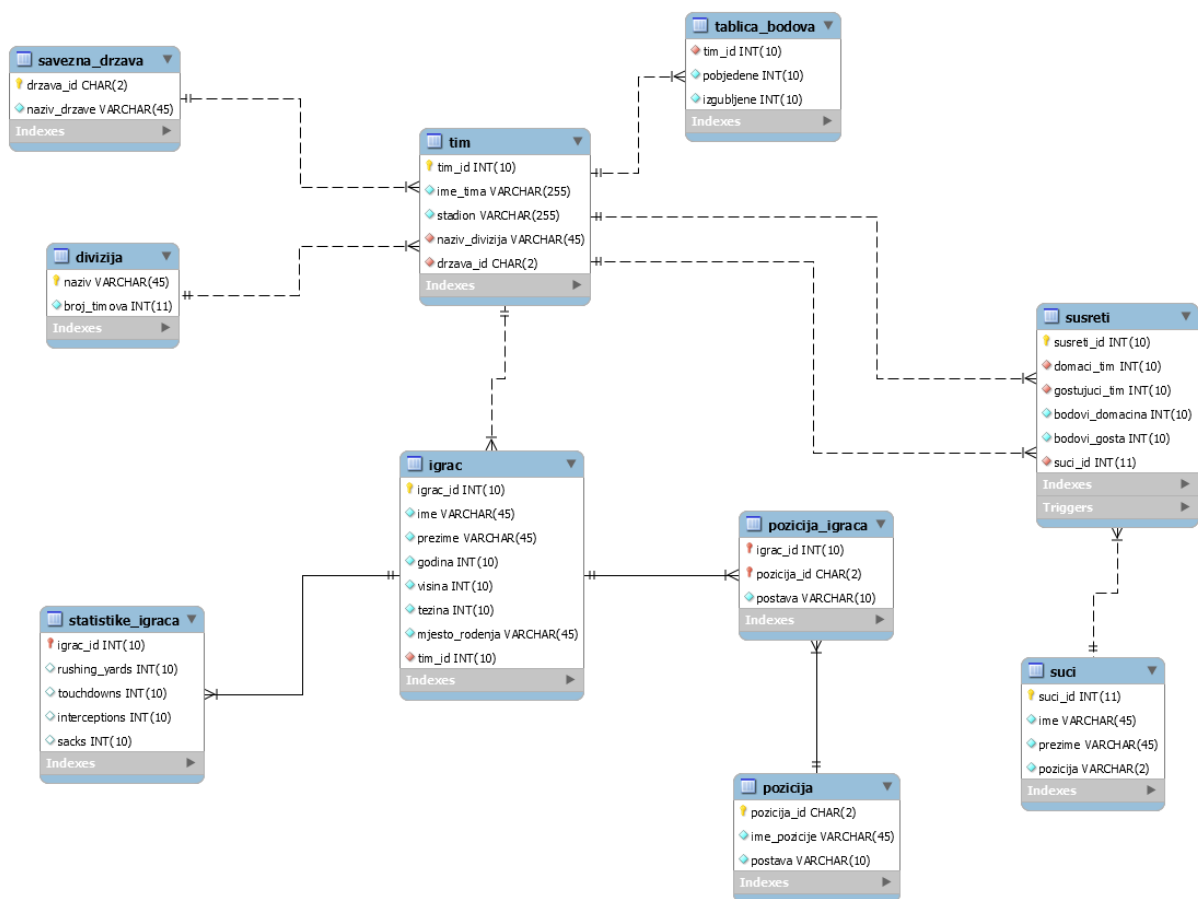 savezna_drzava
drzava_id CHAR(2)
naziv_drzave VARCHAR(45)
Indexes
tablica_bodova
tim_id INT(10)
pobjedene INT(10)
izgubljene INT(10)
Indexes
tim
tim_id INT(10)
ime_tima VARCHAR(255)
stadion VARCHAR(255)
naziv_divizija VARCHAR(45)
drzava_id CHAR(2)
Indexes
divizija
naziv VARCHAR(45)
broj_timova INT(11)
Indexes
susreti
susreti_id INT(10)
domaci_tim INT(10)
gostujuci_tim INT(10)
bodovi_domacina INT(10)
bodovi_gosta INT(10)
suci_id INT(11)
Indexes
Triggers
igrac
igrac_id INT(10)
ime VARCHAR(45)
prezime VARCHAR(45)
godina INT(10)
visina INT(10)
tezina INT(10)
mjesto_rodenja VARCHAR(45)
tim_id INT(10)
Indexes
pozicija_igraca
igrac_id INT(10)
pozicija_id CHAR(2)
postava VARCHAR(10)
Indexes
statistike_igraca
igrac_id INT(10)
rushing_yards INT(10)
touchdowns INT(10)
interceptions INT(10)
sacks INT(10)
Indexes
suci
suci_id INT(11)
ime VARCHAR(45)
prezime VARCHAR(45)
pozicija VARCHAR(2)
Indexes
pozicija
pozicija_id CHAR(2)
ime_pozicije VARCHAR(45)
postava VARCHAR(10)
Indexes